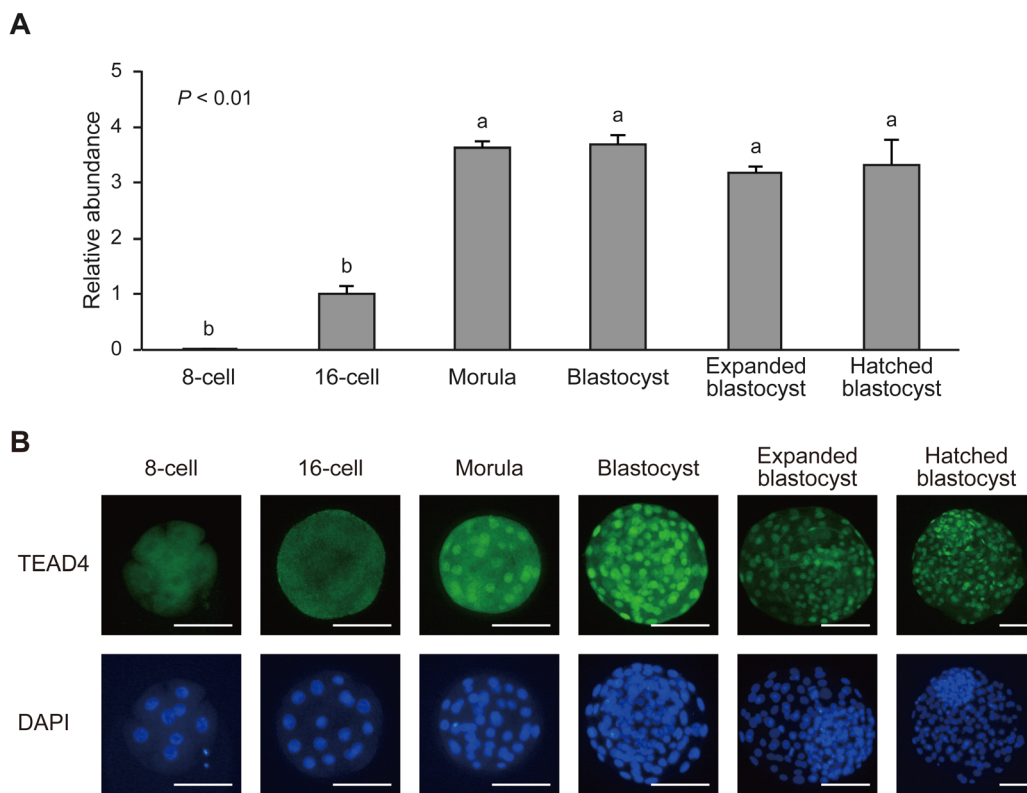 A
Relative abundance
5
4
3
2
1
0
P < 0.01
b
b
a
a
a
a
8-cell
16-cell
Morula
Blastocyst
Expanded
blastocyst
Hatched
blastocyst
B
8-cell
16-cell
Morula
Blastocyst
Expanded
blastocyst
Hatched
blastocyst
TEAD4
DAPI